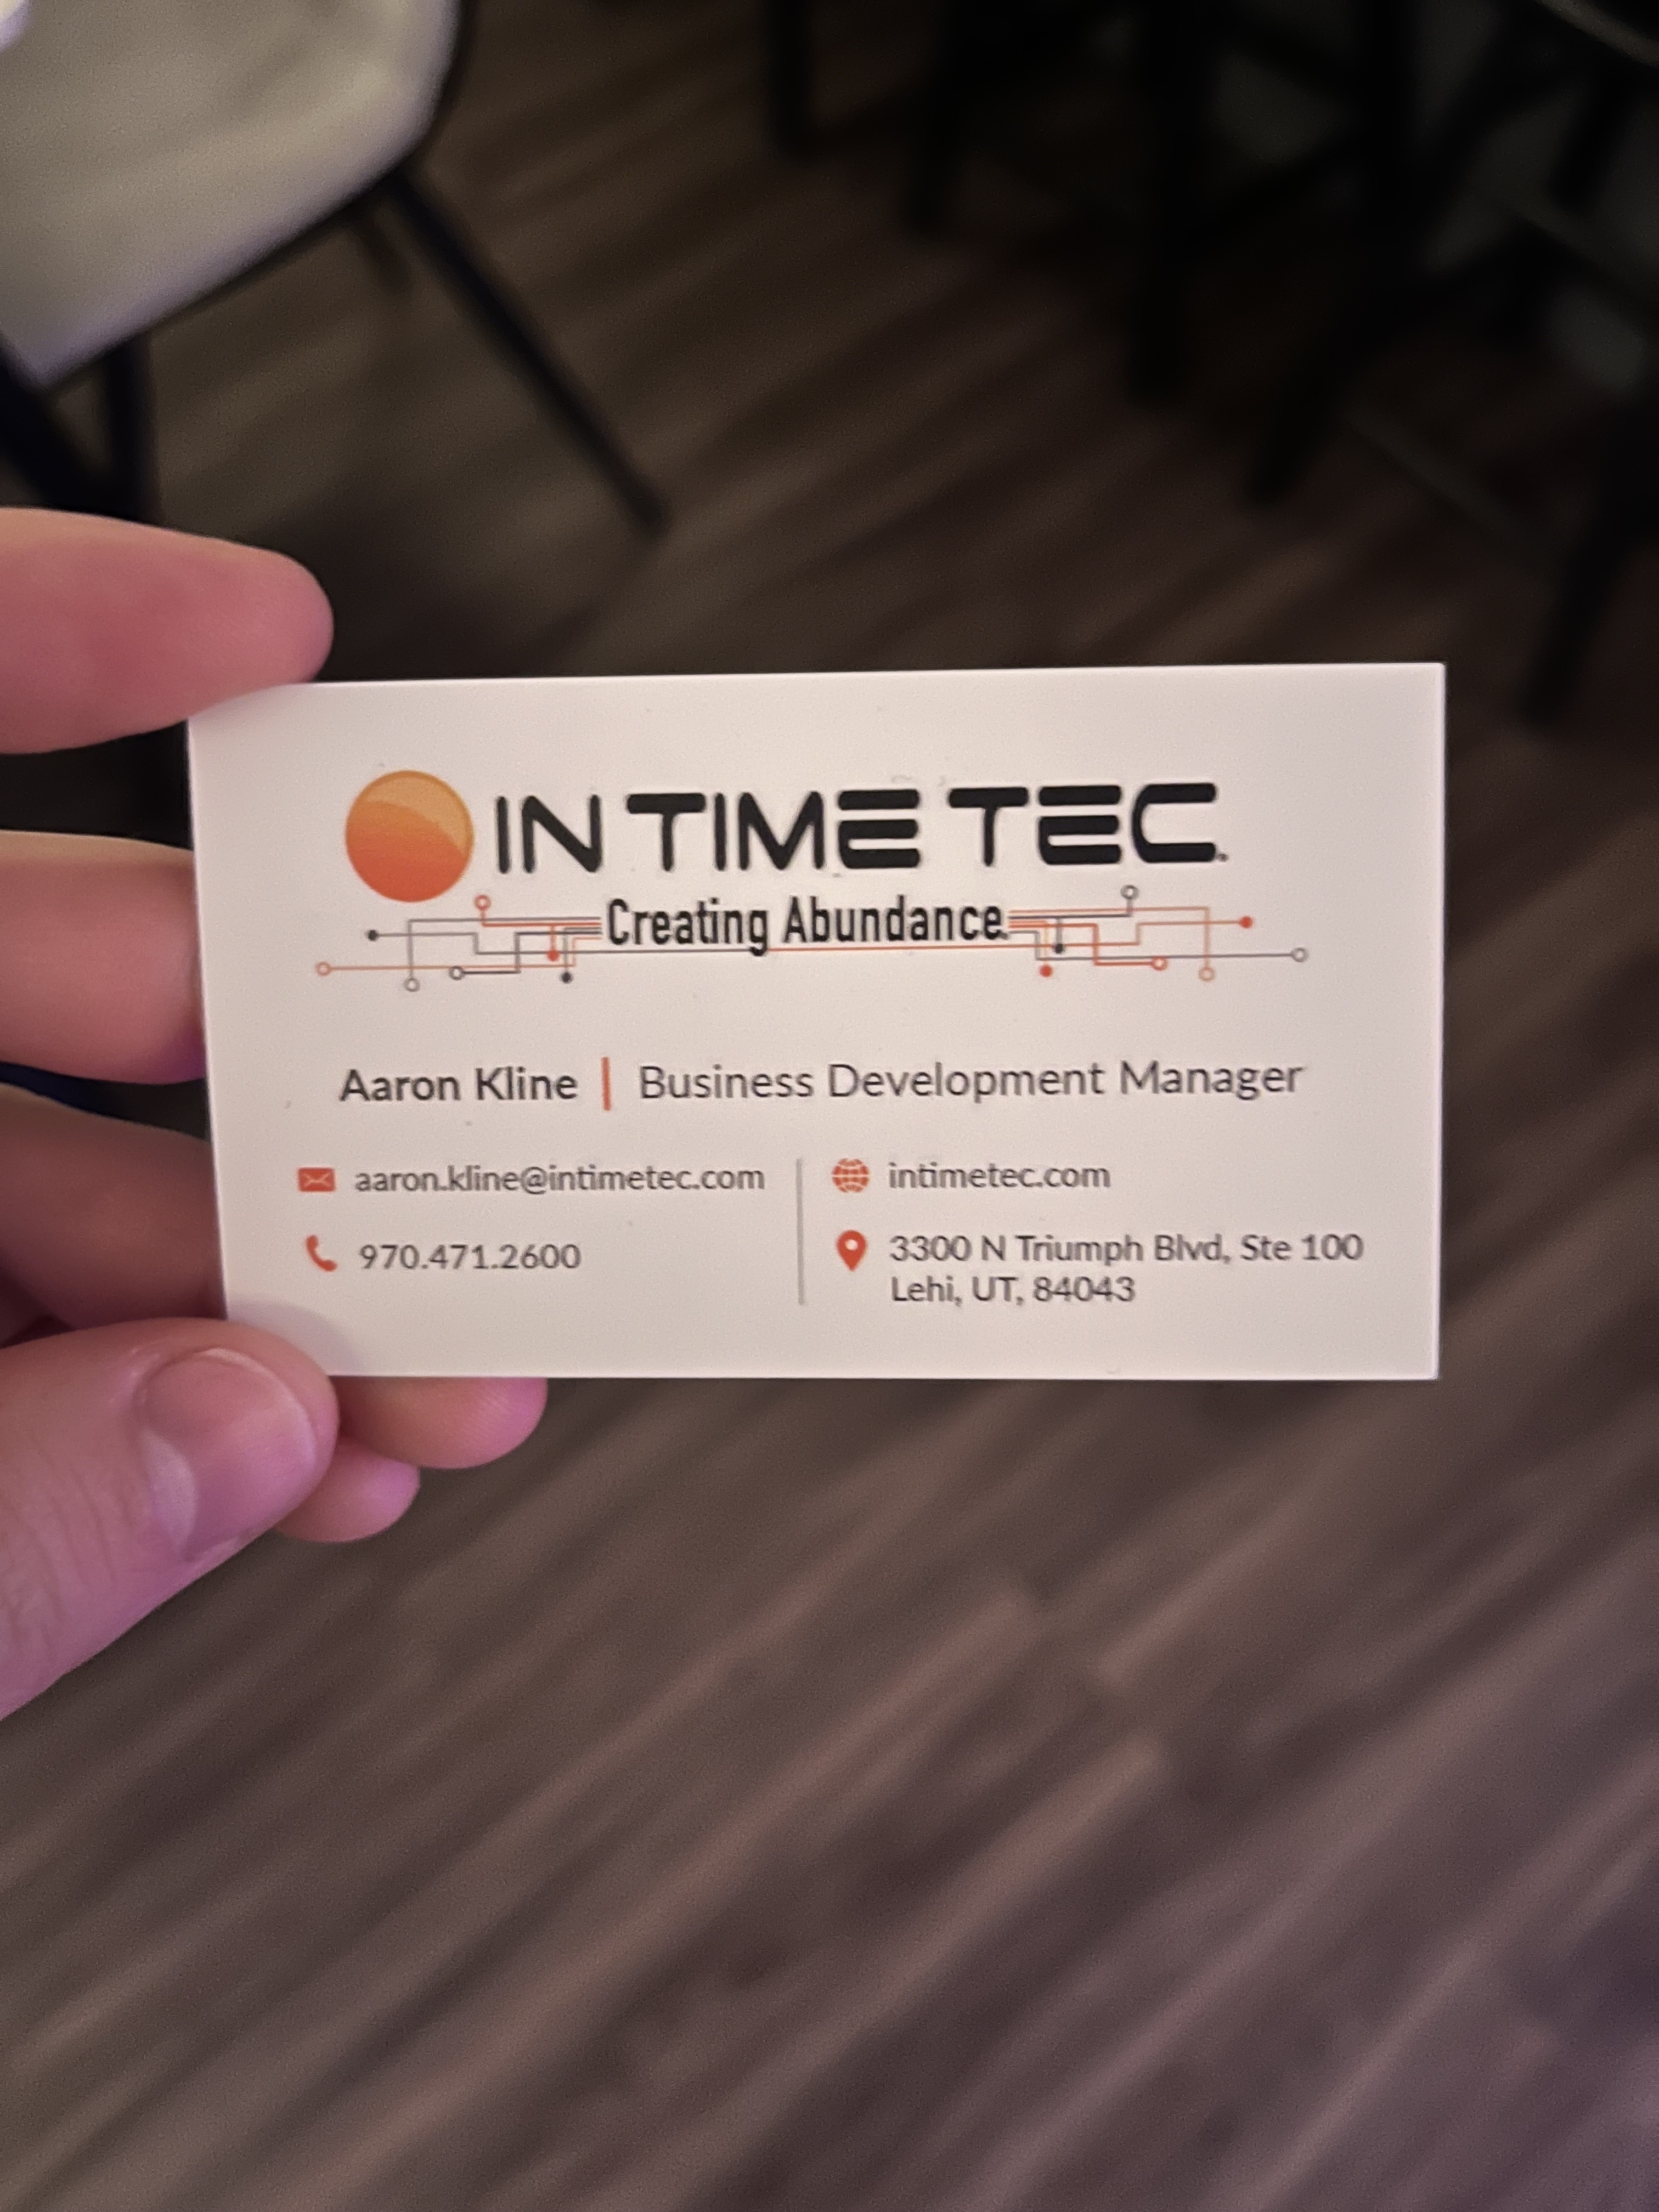 IN TIME TEC.
Creating Abundance.
Aaron Kline | Business Development Manager
aaron.kline@intimetec.com
970.471.2600
intimetec.com
3300 N Triumph Blvd, Ste 100
Lehi, UT, 84043